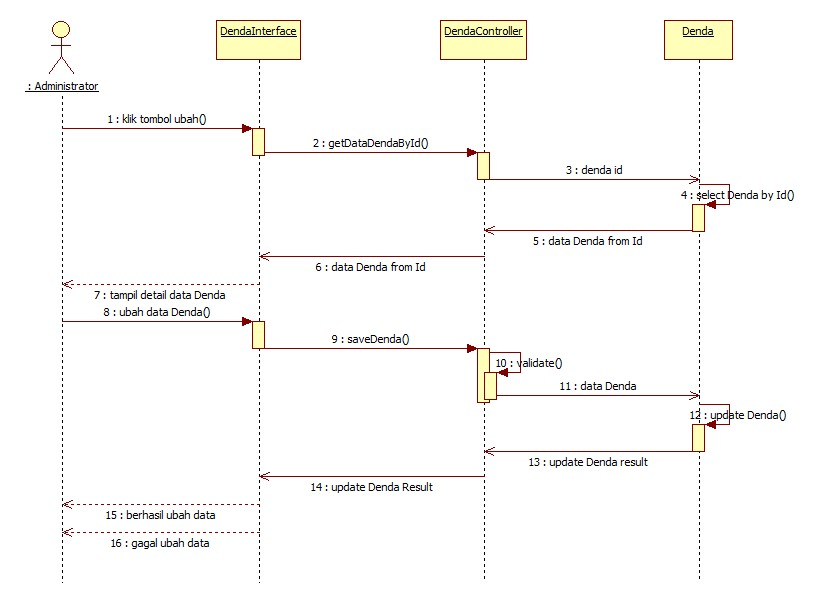 DendaInterface
DendaController
Denda
: Administrator
1 : klik tombol ubah()
2 : getDataDendaById()
3 : denda id
4 : select Denda by Id()
5 : data Denda from Id
6 : data Denda from Id
7 : tampil detail data Denda
8 : ubah data Denda()
9 : saveDenda()
10 : validate()
11 : data Denda
12 : update Denda()
13 : update Denda result
14 : update Denda Result
15 : berhasil ubah data
16 : gagal ubah data